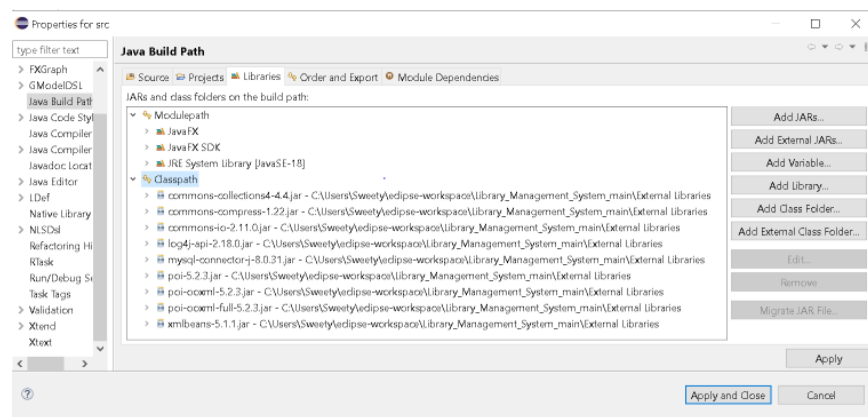 Properties for src
type filter text
FXGraph
GModelDSL
Java Build Path
Java Code Styl
Java Compiler
Java Compiler
Javadoc Locat
Java Editor
LDef
Native Library
NLSDsl
Refactoring Hi
RTask
Run/Debug Se
Task Tags
Validation
Xtend
Xtext
Java Build Path
Source Projects Libraries Order and Export Module Dependencies
JARs and class folders on the build path:
Modulepath
JavaFX
JavaFX SDK
JRE System Library [JavaSE-18]
Classpath
commons-collections4-4.4.jar - C:\Users\Sweety\eclipse-workspace\Library_Management_System_main\External Libraries
commons-compress-1.22.jar - C:\Users\Sweety\eclipse-workspace\Library_Management_System_main\External Libraries
commons-io-2.11.0.jar - C:\Users\Sweety\eclipse-workspace\Library_Management_System_main\External Libraries
log4j-api-2.18.0.jar - C:\Users\Sweety\eclipse-workspace\Library_Management_System_main\External Libraries
mysql-connector-j-8.0.31.jar - C:\Users\Sweety\eclipse-workspace\Library_Management_System_main\External Libraries
poi-5.2.3.jar - C:\Users\Sweety\eclipse-workspace\Library_Management_System_main\External Libraries
poi-ooxml-5.2.3.jar - C:\Users\Sweety\eclipse-workspace\Library_Management_System_main\External Libraries
poi-ooxml-full-5.2.3.jar - C:\Users\Sweety\eclipse-workspace\Library_Management_System_main\External Libraries
xmlbeans-5.1.1.jar - C:\Users\Sweety\eclipse-workspace\Library_Management_System_main\External Libraries
Add JARs...
Add External JARs...
Add Variable...
Add Library...
Add Class Folder...
Add External Class Folder...
Edit...
Remove
Migrate JAR File...
Apply
Apply and Close
Cancel